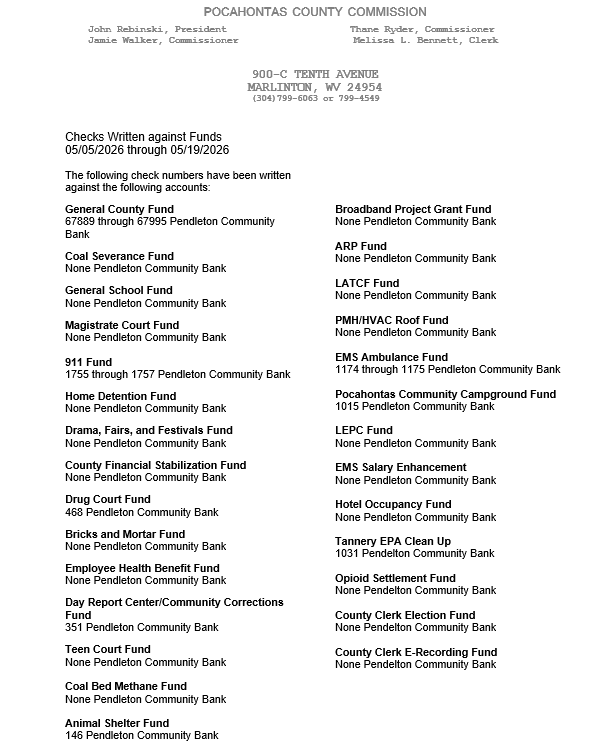 POCAHONTAS COUNTY COMMISSION
John Rebinski, President
Jamie Walker, Commissioner
Thane Ryder, Commissioner
Melissa L. Bennett, Clerk
900-C TENTH AVENUE
MARLINTON, WV 24954
(304)799-6063 or 799-4549
Checks Written against Funds
05/05/2026 through 05/19/2026
The following check numbers have been written
against the following accounts:
General County Fund
67889 through 67995 Pendleton Community
Bank
Coal Severance Fund
None Pendleton Community Bank
General School Fund
None Pendleton Community Bank
Magistrate Court Fund
None Pendleton Community Bank
911 Fund
1755 through 1757 Pendleton Community Bank
Home Detention Fund
None Pendleton Community Bank
Drama, Fairs, and Festivals Fund
None Pendleton Community Bank
County Financial Stabilization Fund
None Pendleton Community Bank
Drug Court Fund
468 Pendleton Community Bank
Bricks and Mortar Fund
None Pendleton Community Bank
Employee Health Benefit Fund
None Pendleton Community Bank
Day Report Center/Community Corrections
Fund
351 Pendleton Community Bank
Teen Court Fund
None Pendleton Community Bank
Coal Bed Methane Fund
None Pendleton Community Bank
Animal Shelter Fund
146 Pendleton Community Bank
Broadband Project Grant Fund
None Pendleton Community Bank
ARP Fund
None Pendleton Community Bank
LATCF Fund
None Pendleton Community Bank
PMH/HVAC Roof Fund
None Pendleton Community Bank
EMS Ambulance Fund
1174 through 1175 Pendleton Community Bank
Pocahontas Community Campground Fund
1015 Pendleton Community Bank
LEPC Fund
None Pendleton Community Bank
EMS Salary Enhancement
None Pendleton Community Bank
Hotel Occupancy Fund
None Pendleton Community Bank
Tannery EPA Clean Up
1031 Pendelton Community Bank
Opioid Settlement Fund
None Pendleton Community Bank
County Clerk Election Fund
None Pendelton Community Bank
County Clerk E-Recording Fund
None Pendelton Community Bank